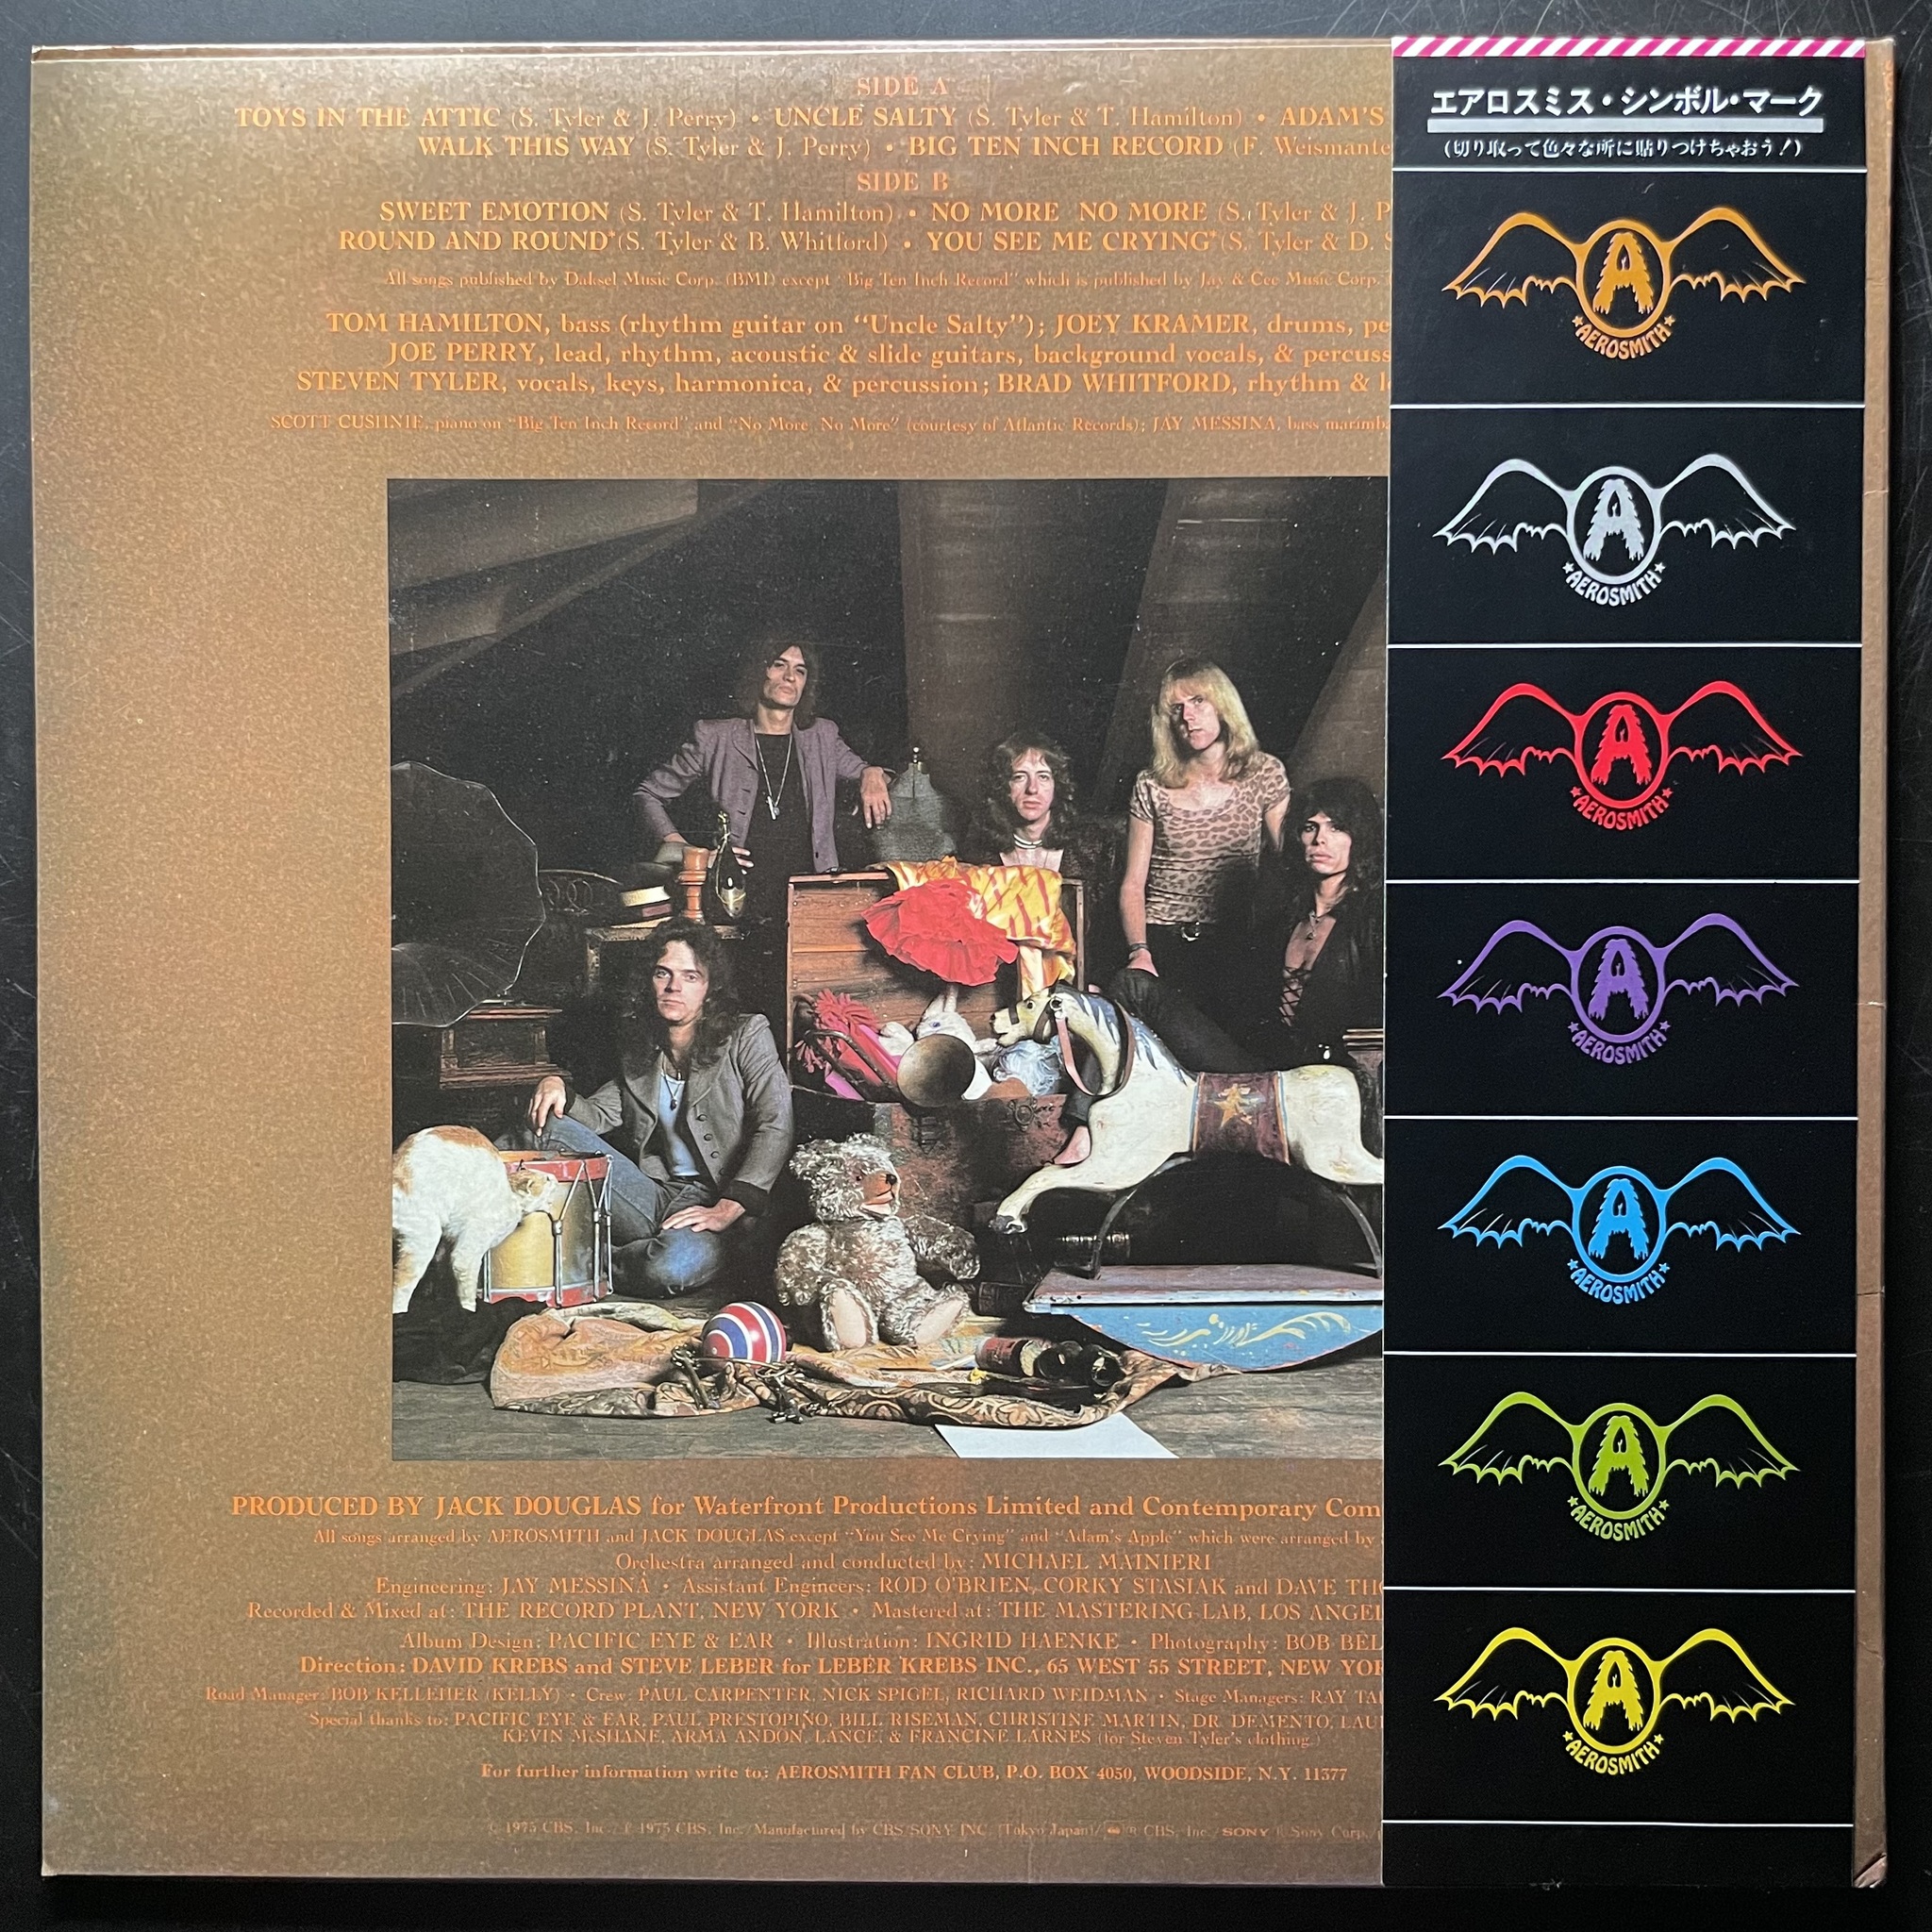 SIDE A
TOYS IN THE ATTIC (S. Tyler & J. Perry) • UNCLE SALTY (S. Tyler & T. Hamilton) • ADAM'S
WALK THIS WAY (S. Tyler & J. Perry) • BIG TEN INCH RECORD (F. Weismante
SIDE B
SWEET EMOTION (S. Tyler & T. Hamilton) • NO MORE NO MORE (S. Tyler & J. P
ROUND AND ROUND* (S. Tyler & B. Whitford) • YOU SEE ME CRYING* (S. Tyler & D. S
All songs published by Daksel Music Corp. (BMI) except "Big Ten Inch Record" which is published by Jay & Cee Music Corp.
TOM HAMILTON, bass (rhythm guitar on "Uncle Salty"); JOEY KRAMER, drums, pe
JOE PERRY, lead, rhythm, acoustic & slide guitars, background vocals, & percuss
STEVEN TYLER, vocals, keys, harmonica, & percussion; BRAD WHITFORD, rhythm & l
SCOTT CUSHNIE, piano on "Big Ten Inch Record" and "No More No More" (courtesy of Atlantic Records); JAY MESSINA, bass marimb
PRODUCED BY JACK DOUGLAS for Waterfront Productions Limited and Contemporary Com
All songs arranged by AEROSMITH and JACK DOUGLAS except "You See Me Crying" and "Adam's Apple" which were arranged by
Orchestra arranged and conducted by: MICHAEL MAINIERI
Engineering: JAY MESSINA • Assistant Engineers: ROD O'BRIEN, CORKY STASIAK and DAVE THO
Recorded & Mixed at: THE RECORD PLANT, NEW YORK • Mastered at: THE MASTERING LAB, LOS ANGEL
Album Design: PACIFIC EYE & EAR • Illustration: INGRID HAENKE • Photography: BOB BEL
Direction: DAVID KREBS and STEVE LEBER for LEBER KREBS INC., 65 WEST 55 STREET, NEW YOR
Road Manager: BOB KELLEHER (KELLY) • Crew: PAUL CARPENTER, NICK SPIGEL, RICHARD WEIDMAN • Stage Managers: RAY TA
Special thanks to: PACIFIC EYE & EAR, PAUL PRESTOPINO, BILL RISEMAN, CHRISTINE MARTIN, DR. DEMENTO, LAU
KEVIN McSHANE, ARMA ANDON, LANCE, & FRANCINE LARNES (for Steven Tyler's clothing.)
For further information write to: AEROSMITH FAN CLUB, P.O. BOX 4050, WOODSIDE, N.Y. 11377
© 1975 CBS, Inc./ ℗ 1975 CBS, Inc./Manufactured by CBS/SONY INC. (Tokyo Japan)/ ® CBS, Inc./ SONY ® Sony Corp.
エアロスミス・シンボル・マーク
(切り取って色々な所に貼りつけちゃおう!)
A
AEROSMITH
A
AEROSMITH
A
AEROSMITH
A
AEROSMITH
A
AEROSMITH
A
AEROSMITH
A
AEROSMITH